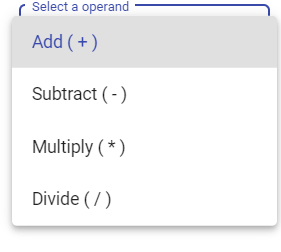 Select a operand
Add ( + )
Subtract ( - )
Multiply ( * )
Divide ( / )